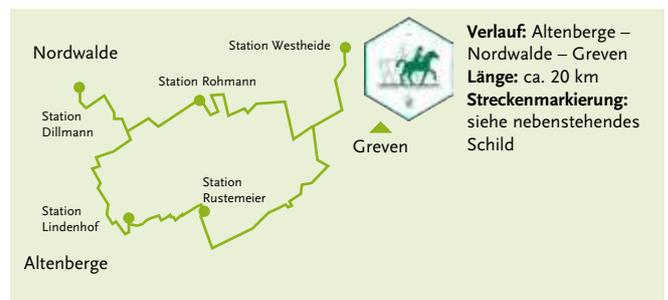 Nordwalde
Station Westheide
Station Rohmann
Station
Dillmann
Station
Rustemeier
Station
Lindenhof
Altenberge
Greven
Verlauf: Altenberge –
Nordwalde – Greven
Länge: ca. 20 km
Streckenmarkierung:
siehe nebenstehendes
Schild